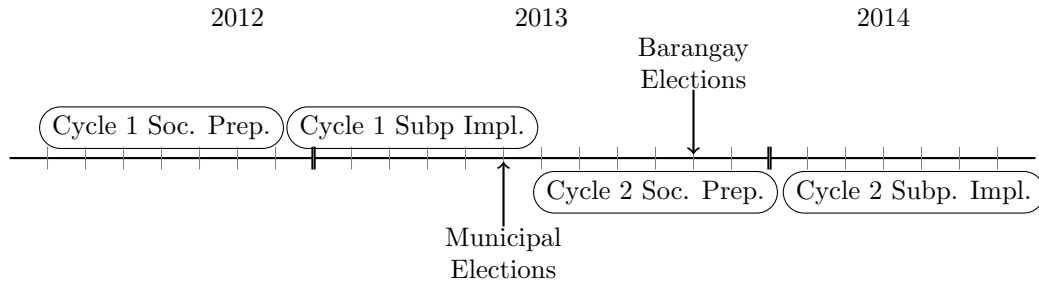 2012
2013
2014
Barangay
Elections
Cycle 1 Soc. Prep.
Cycle 1 Subp Impl.
Cycle 2 Soc. Prep.
Cycle 2 Subp. Impl.
Municipal
Elections